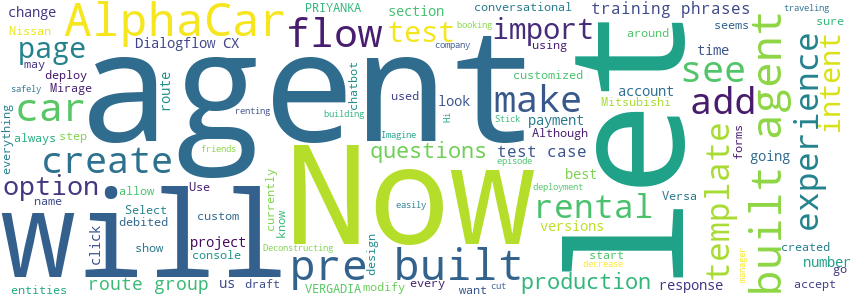 change
AlphaCar
PRIYANKA
section
conversational
booking
training phrases
seems
traveling
Nissan
page
Dialogflow CX
flow
test
company
import
using
around
time
sure
may
deploy
Mirage
safely
car
route
chatbot
used
look
building
make
customized
payment
Although
account
Mitsubishi
see
add
agent
experience
intent
everything
always
step
create
option
name
Imagine
Hi
Stick
episode
questions
test case
best
deployment
let
forms
going
friends
renting
allow
Use
Select
debited
custom
show
click
project
console
currently
know
Now
easily
rental
versions
Versa
template
built
created
number
go
accept
will
Deconstructing
design
pre built
production
start
decrease
response
manager
entities
route group
us
draft
VERGADIA
modify
every
want
cut
agent